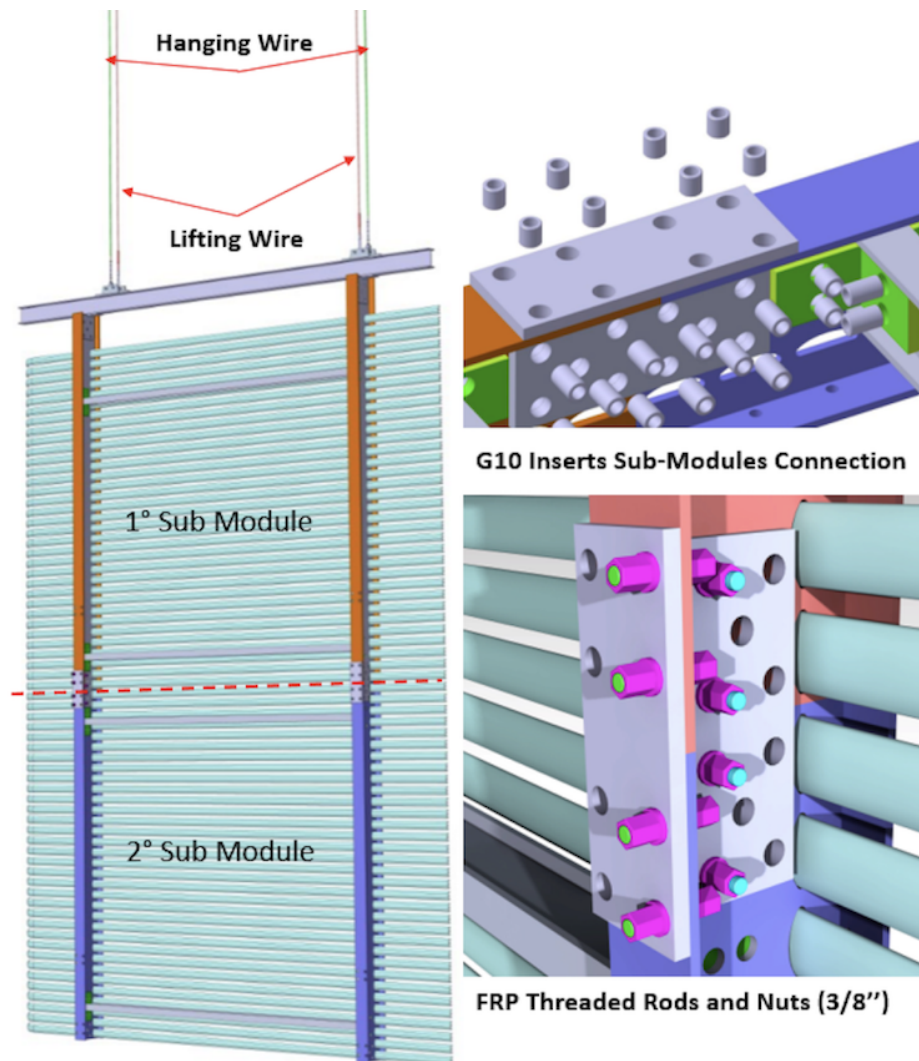 Hanging Wire
Lifting Wire
1° Sub Module
2° Sub Module
G10 Inserts Sub-Modules Connection
FRP Threaded Rods and Nuts (3/8’’)